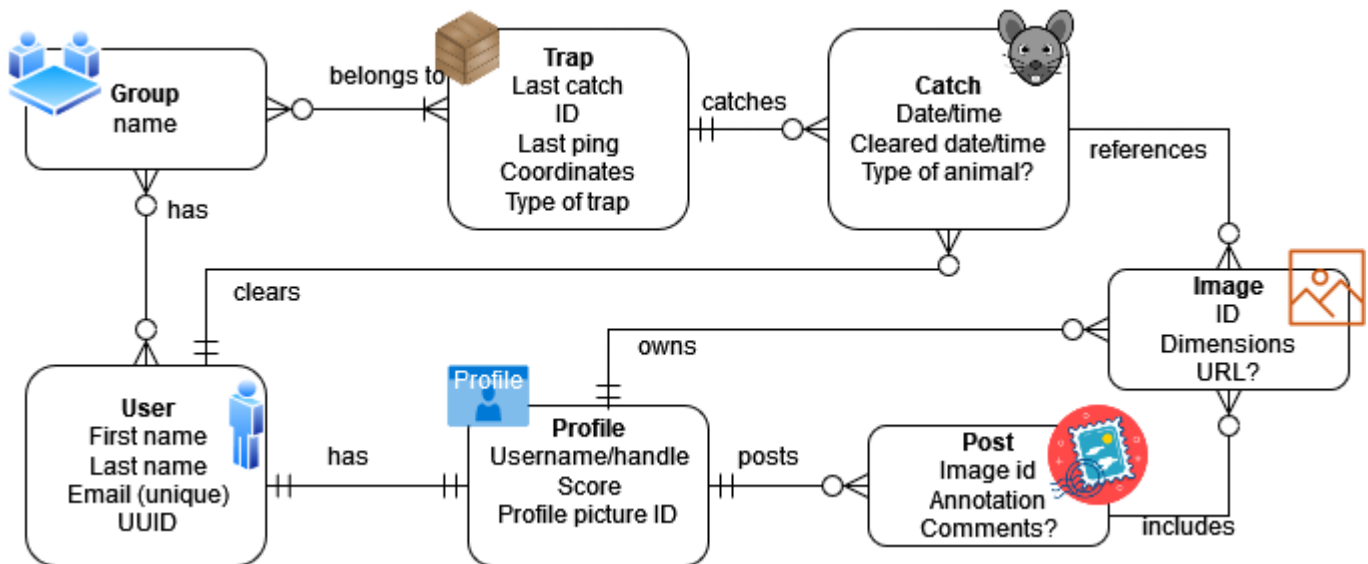 Group
name
belongs to
Trap
Last catch
ID
Last ping
Coordinates
Type of trap
catches
Catch
Date/time
Cleared date/time
Type of animal?
references
has
clears
Image
ID
Dimensions
URL?
owns
User
First name
Last name
Email (unique)
UUID
has
Profile
Profile
Username/handle
Score
Profile picture ID
posts
Post
Image id
Annotation
Comments?
includes